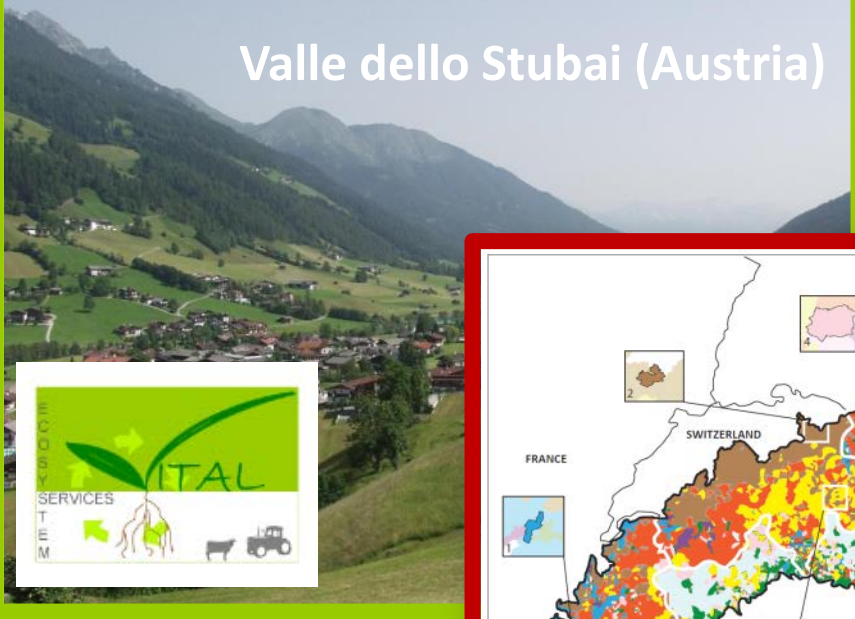 Valle dello Stubai (Austria)
4
2
SWITZERLAND
FRANCE
1
ECOSYSTEM
VITAL
SERVICES